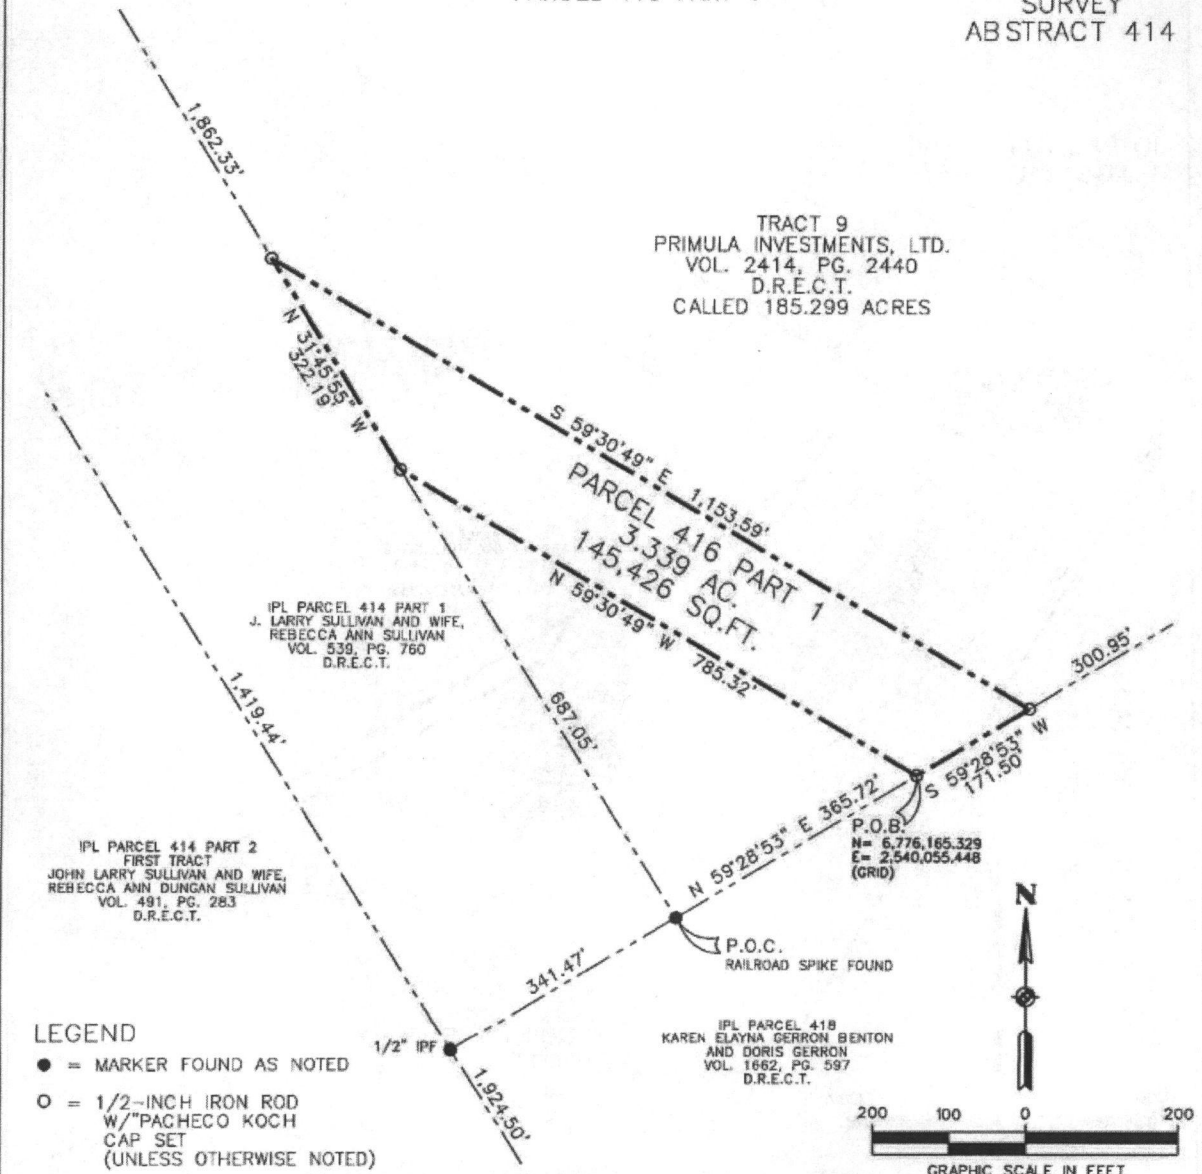 SURVEY
ABSTRACT 414
1,862.33'
TRACT 9
PRIMULA INVESTMENTS, LTD.
VOL. 2414, PG. 2440
D.R.E.C.T.
CALLED 185.299 ACRES
N 31°45'55" W
322.19'
S 59°30'49" E 1,153.59'
PARCEL 416 PART 1
3.339 AC.
145,426 SQ.FT.
N 59°30'49" W 785.32'
IPL PARCEL 414 PART 1
J. LARRY SULLIVAN AND WIFE,
REBECCA ANN SULLIVAN
VOL. 539, PG. 760
D.R.E.C.T.
300.95'
1,419.44'
687.05'
S 59°28'53" W
171.50'
N 59°28'53" E 365.72'
P.O.B.
N= 6,776,165.329
E= 2,540,055.448
(GRID)
IPL PARCEL 414 PART 2
FIRST TRACT
JOHN LARRY SULLIVAN AND WIFE,
REBECCA ANN DUNGAN SULLIVAN
VOL. 491, PG. 283
D.R.E.C.T.
N
P.O.C.
RAILROAD SPIKE FOUND
341.47'
IPL PARCEL 418
KAREN ELAYNA GERRON BENTON
AND DORIS GERRON
VOL. 1662, PG. 597
D.R.E.C.T.
1/2" IPF
1,924.50'
LEGEND
● = MARKER FOUND AS NOTED
O = 1/2-INCH IRON ROD
W/"PACHECO KOCH
CAP SET
(UNLESS OTHERWISE NOTED)
200 100 0 200
GRAPHIC SCALE IN FEET